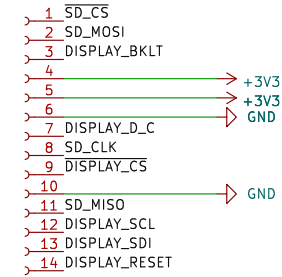 1 SD_CS
2 SD_MOSI
3 DISPLAY_BKLT
4 +3V3
5 +3V3
6 GND
7 DISPLAY_D_C
8 SD_CLK
9 DISPLAY_CS
10 GND
11 SD_MISO
12 DISPLAY_SCL
13 DISPLAY_SDI
14 DISPLAY_RESET